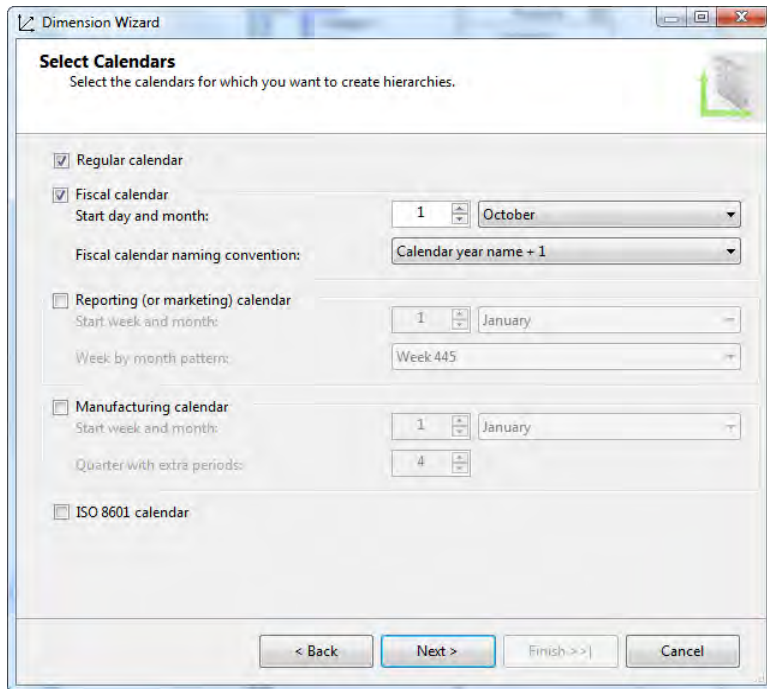 Dimension Wizard
Select Calendars
Select the calendars for which you want to create hierarchies.
Regular calendar
Fiscal calendar
Start day and month: 1 October
Fiscal calendar naming convention: Calendar year name + 1
Reporting (or marketing) calendar
Start week and month: 1 January
Week by month pattern: Week 445
Manufacturing calendar
Start week and month: 1 January
Quarter with extra periods: 4
ISO 8601 calendar
< Back Next > Finish >>| Cancel